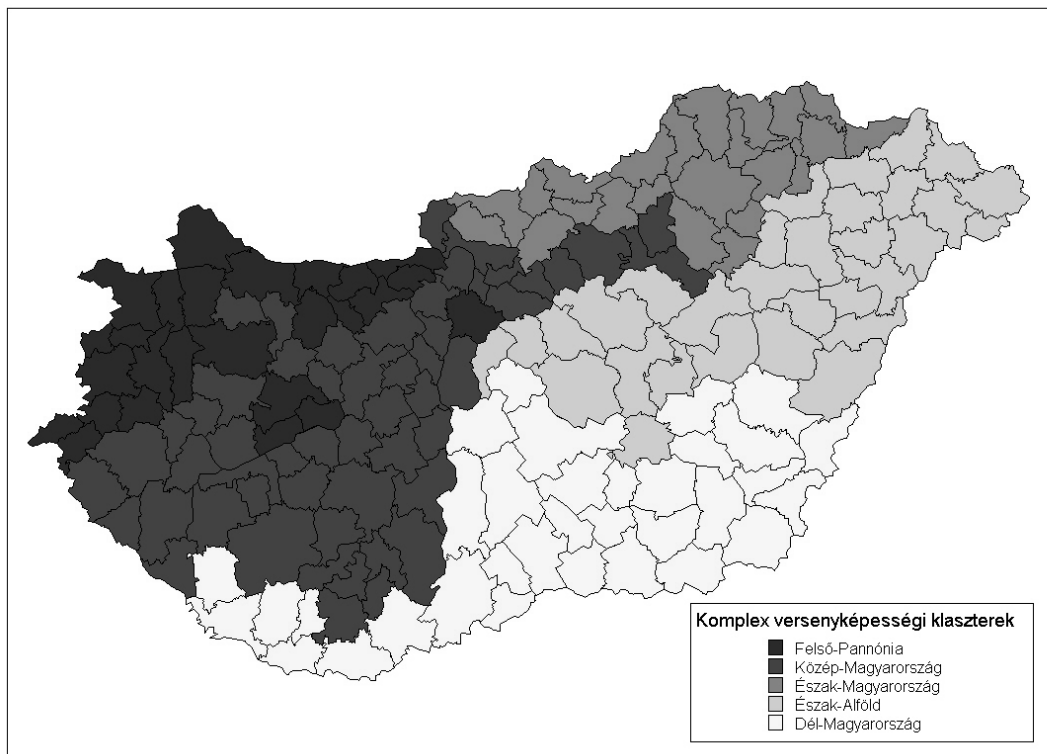 Komplex versenyképességi klaszterek
Felső-Pannónia
Közép-Magyarország
Észak-Magyarország
Észak-Alföld
Dél-Magyarország